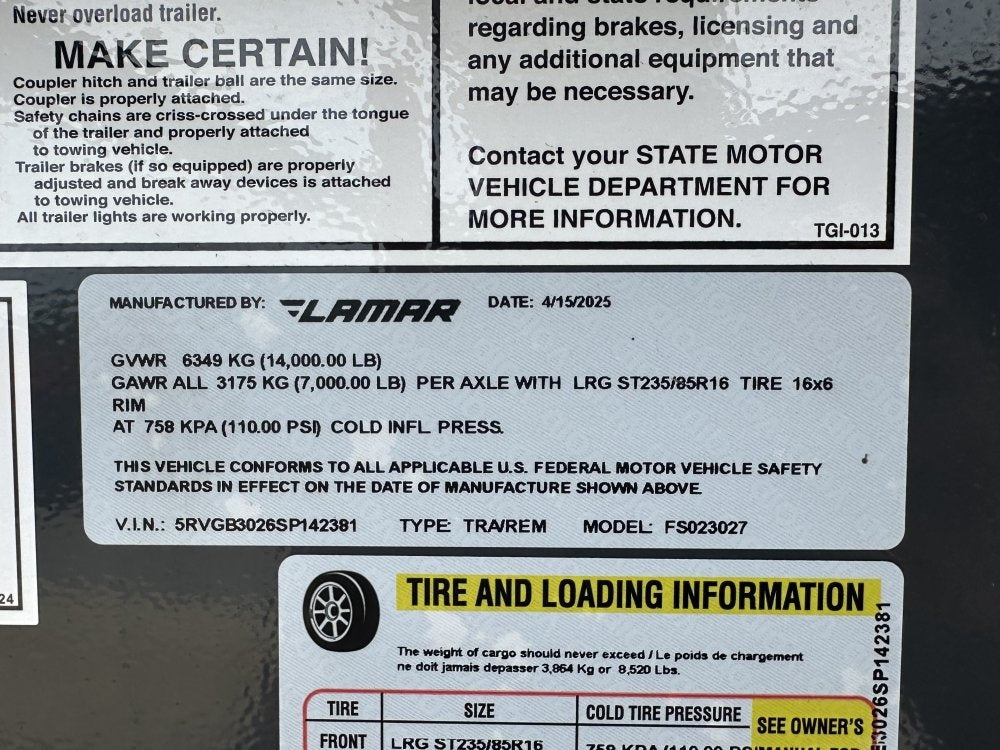 Never overload trailer.
MAKE CERTAIN!
Coupler hitch and trailer ball are the same size.
Coupler is properly attached.
Safety chains are criss-crossed under the tongue
of the trailer and properly attached
to towing vehicle.
Trailer brakes (if so equipped) are properly
adjusted and break away devices is attached
to towing vehicle.
All trailer lights are working properly.
local and state requirements
regarding brakes, licensing and
any additional equipment that
may be necessary.
Contact your STATE MOTOR
VEHICLE DEPARTMENT FOR
MORE INFORMATION.
TGI-013
24
MANUFACTURED BY: LAMAR DATE: 4/15/2025
GVWR 6349 KG (14,000.00 LB)
GAWR ALL 3175 KG (7,000.00 LB) PER AXLE WITH LRG ST235/85R16 TIRE 16x6
RIM
AT 758 KPA (110.00 PSI) COLD INFL. PRESS.
THIS VEHICLE CONFORMS TO ALL APPLICABLE U.S. FEDERAL MOTOR VEHICLE SAFETY
STANDARDS IN EFFECT ON THE DATE OF MANUFACTURE SHOWN ABOVE.
V.I.N.: 5RVGB3026SP142381 TYPE: TRA/REM MODEL: FS023027
TIRE AND LOADING INFORMATION
The weight of cargo should never exceed / Le poids de chargement
ne doit jamais depasser 3,864 Kg or 8,520 Lbs.
TIRE SIZE COLD TIRE PRESSURE SEE OWNER'S
FRONT LRG ST235/85R16
3026SP142381